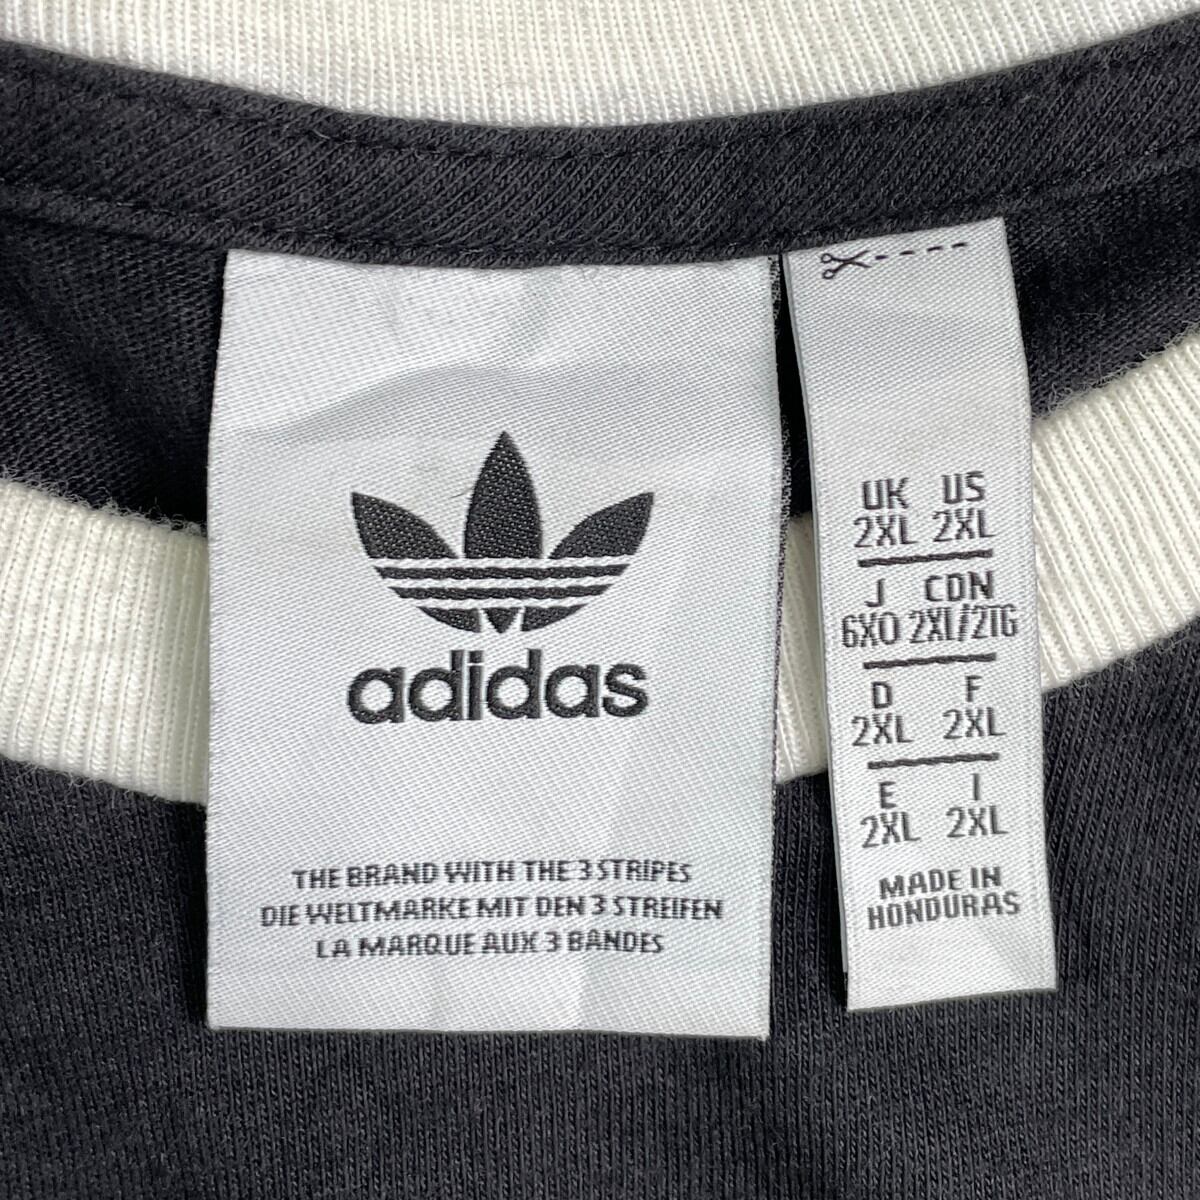 adidas
THE BRAND WITH THE 3 STRIPES
DIE WELTMARKE MIT DEN 3 STREIFEN
LA MARQUE AUX 3 BANDES
UK US
2XL 2XL
J CDN
6XO 2XL/2TG
D F
2XL 2XL
E I
2XL 2XL
MADE IN
HONDURAS